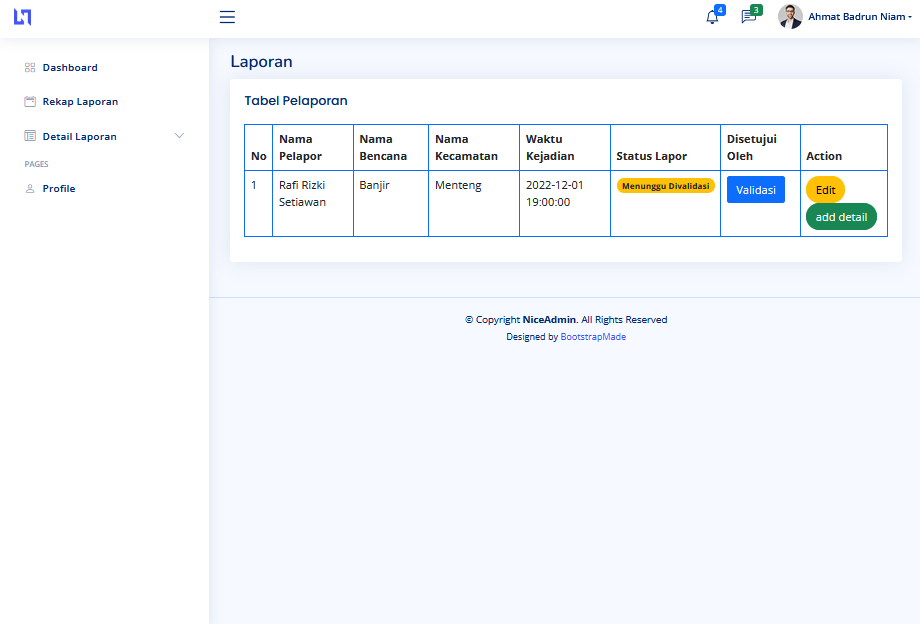 4
3
Ahmat Badrun Niam
Dashboard
Rekap Laporan
Detail Laporan
PAGES
Profile
Laporan
Tabel Pelaporan
No
Nama
Pelapor
Nama
Bencana
Nama
Kecamatan
Waktu
Kejadian
Status Lapor
Disetujui
Oleh
Action
1
Rafi Rizki
Setiawan
Banjir
Menteng
2022-12-01
19:00:00
Menunggu Divalidasi
Validasi
Edit
add detail
© Copyright NiceAdmin. All Rights Reserved
Designed by BootstrapMade